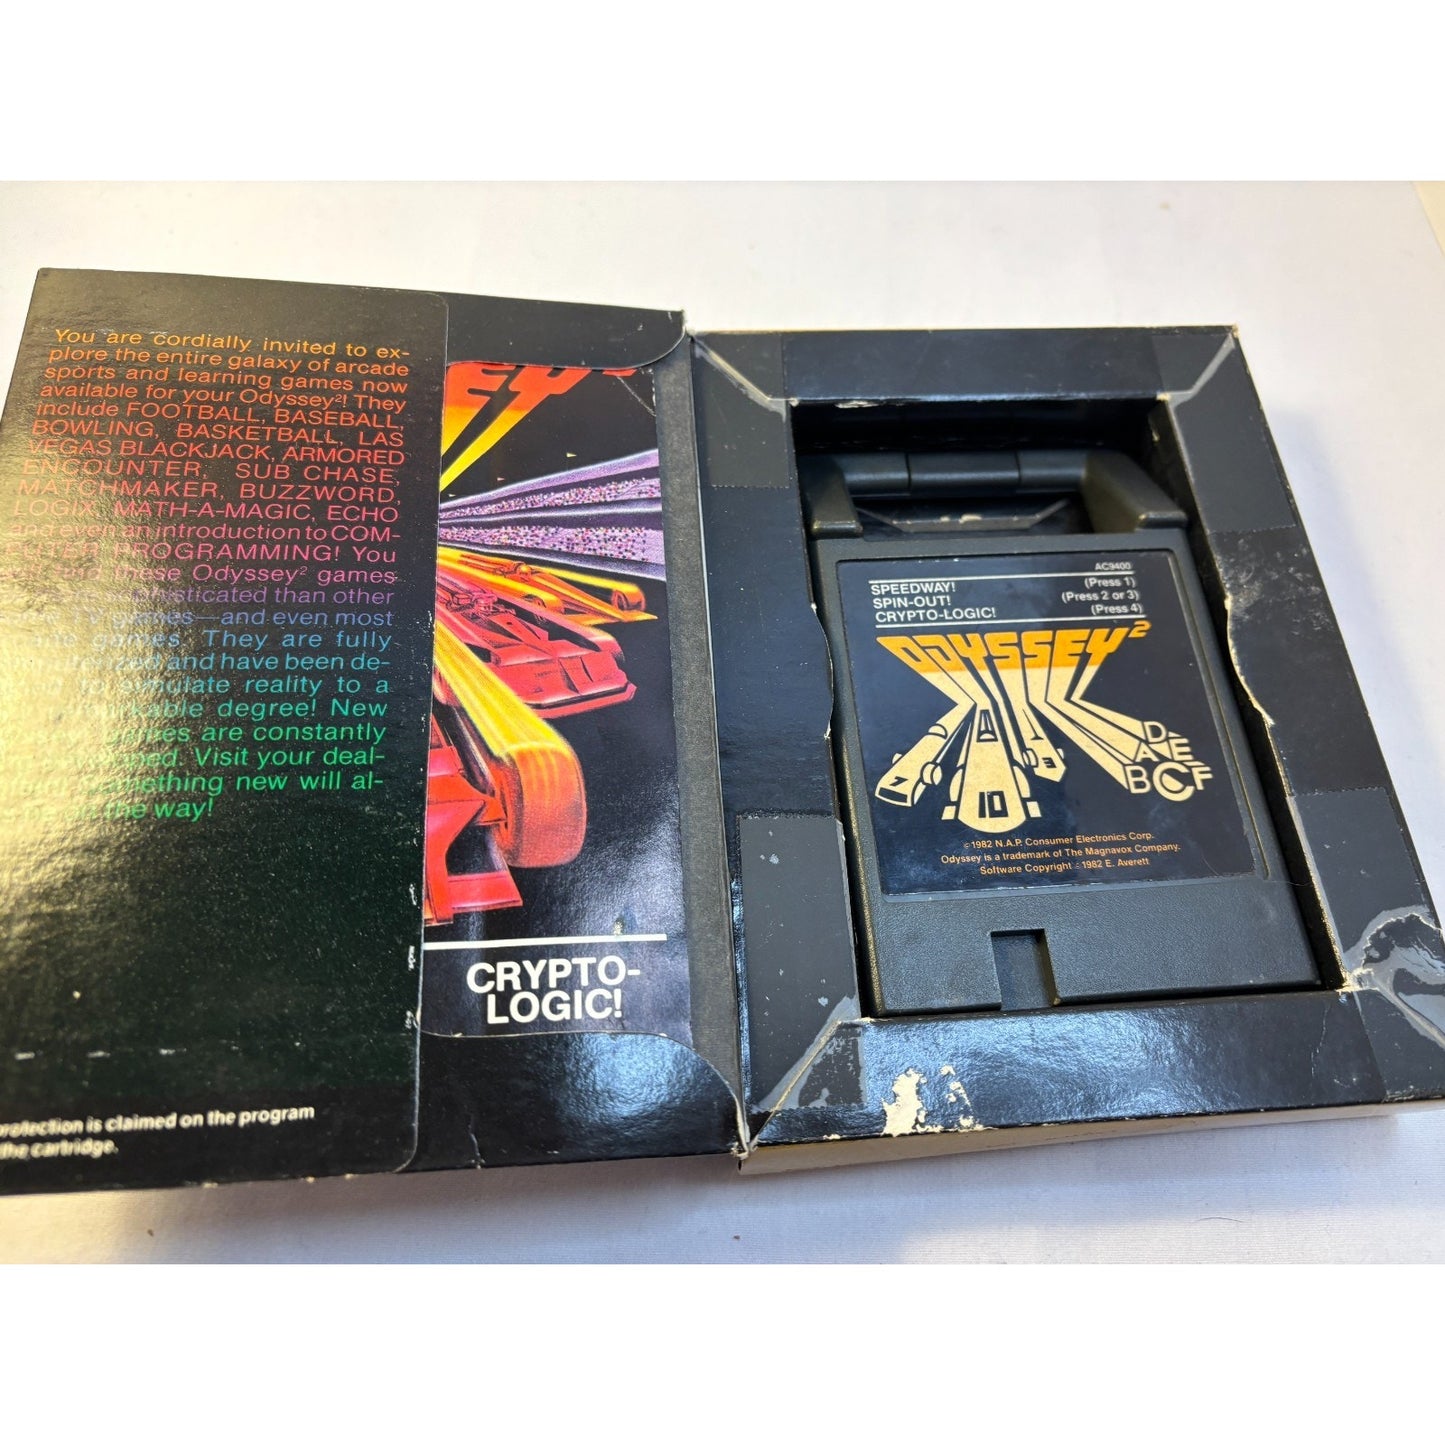 You are cordially invited to ex-
plore the entire galaxy of arcade
sports and learning games now
available for your Odyssey²! They
include FOOTBALL, BASEBALL,
BOWLING, BASKETBALL, LAS
VEGAS BLACKJACK, ARMORED
ENCOUNTER, SUB CHASE,
MATCHMAKER, BUZZWORD,
LOGIX, MATH-A-MAGIC, ECHO
and even an introduction to COM-
PUTER PROGRAMMING! You
these Odyssey² games
sophisticated than other
—and even most
games. They are fully
and have been de-
to simulate reality to a
remarkable degree! New
games are constantly
Visit your deal-
something new will al-
the way!
protection is claimed on the program
the cartridge.
CRYPTO-
LOGIC!
AC9400
SPEEDWAY! (Press 1)
SPIN-OUT! (Press 2 or 3)
CRYPTO-LOGIC! (Press 4)
ODYSSEY²
7 10 3
D
A E
B C F
©1982 N.A.P. Consumer Electronics Corp.
Odyssey is a trademark of The Magnavox Company.
Software Copyright ©1982 E. Averett